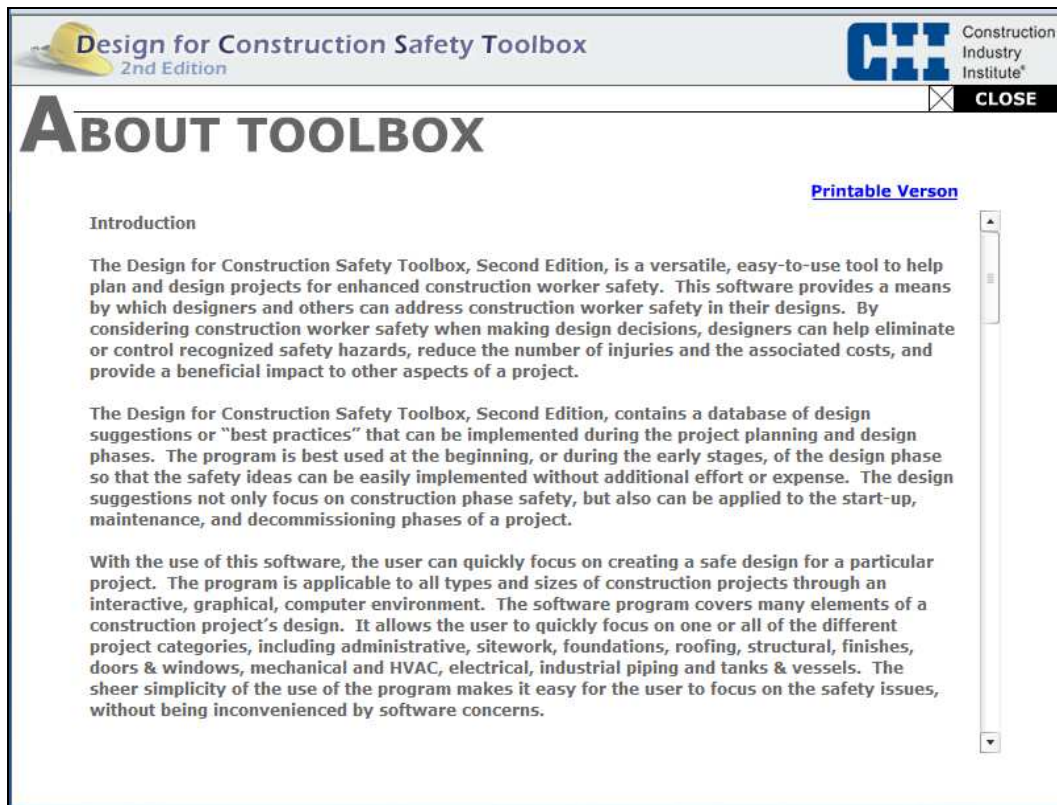 Design for Construction Safety Toolbox
2nd Edition
CII
Construction
Industry
Institute®
CLOSE
ABOUT TOOLBOX
Printable Verson
Introduction
The Design for Construction Safety Toolbox, Second Edition, is a versatile, easy-to-use tool to help
plan and design projects for enhanced construction worker safety.  This software provides a means
by which designers and others can address construction worker safety in their designs.  By
considering construction worker safety when making design decisions, designers can help eliminate
or control recognized safety hazards, reduce the number of injuries and the associated costs, and
provide a beneficial impact to other aspects of a project.
The Design for Construction Safety Toolbox, Second Edition, contains a database of design
suggestions or “best practices” that can be implemented during the project planning and design
phases.  The program is best used at the beginning, or during the early stages, of the design phase
so that the safety ideas can be easily implemented without additional effort or expense.  The design
suggestions not only focus on construction phase safety, but also can be applied to the start-up,
maintenance, and decommissioning phases of a project.
With the use of this software, the user can quickly focus on creating a safe design for a particular
project.  The program is applicable to all types and sizes of construction projects through an
interactive, graphical, computer environment.  The software program covers many elements of a
construction project’s design.  It allows the user to quickly focus on one or all of the different
project categories, including administrative, sitework, foundations, roofing, structural, finishes,
doors & windows, mechanical and HVAC, electrical, industrial piping and tanks & vessels.  The
sheer simplicity of the use of the program makes it easy for the user to focus on the safety issues,
without being inconvenienced by software concerns.